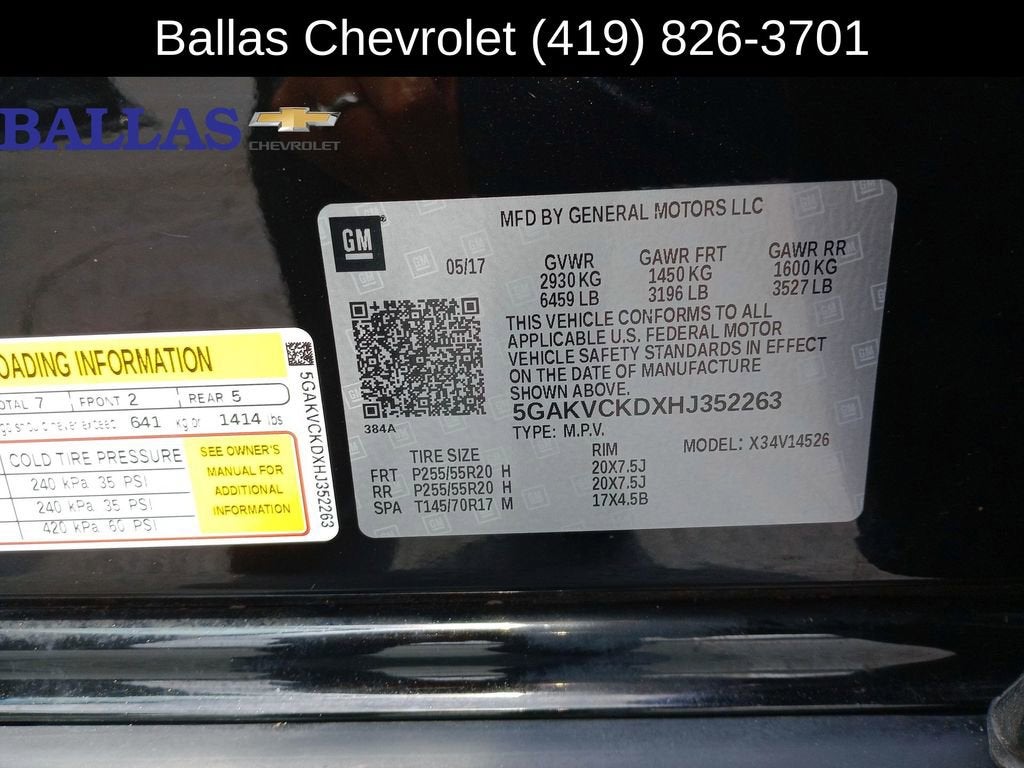 Ballas Chevrolet (419) 826-3701
BALLAS
CHEVROLET
GM
MFD BY GENERAL MOTORS LLC
05/17
GVWR GAWR FRT GAWR RR
2930 KG 1450 KG 1600 KG
6459 LB 3196 LB 3527 LB
THIS VEHICLE CONFORMS TO ALL
APPLICABLE U.S. FEDERAL MOTOR
VEHICLE SAFETY STANDARDS IN EFFECT
ON THE DATE OF MANUFACTURE
SHOWN ABOVE.
384A
5GAKVCKDXHJ352263
TYPE: M.P.V.
MODEL: X34V14526
TIRE SIZE RIM
FRT P255/55R20 H 20X7.5J
RR P255/55R20 H 20X7.5J
SPA T145/70R17 M 17X4.5B
OADING INFORMATION
OTAL 7 FRONT 2 REAR 5
never exceed 641 kg or 1414 lbs
COLD TIRE PRESSURE
240 kPa 35 PSI
240 kPa 35 PSI
420 kPa 60 PSI
SEE OWNER'S
MANUAL FOR
ADDITIONAL
INFORMATION
5GAKVCKDXHJ352263